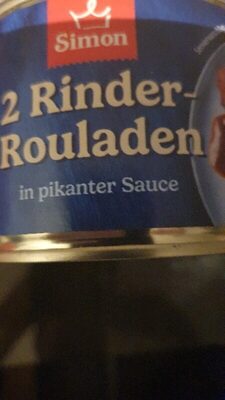 Simon
2 Rinder-
Rouladen
in pikanter Sauce